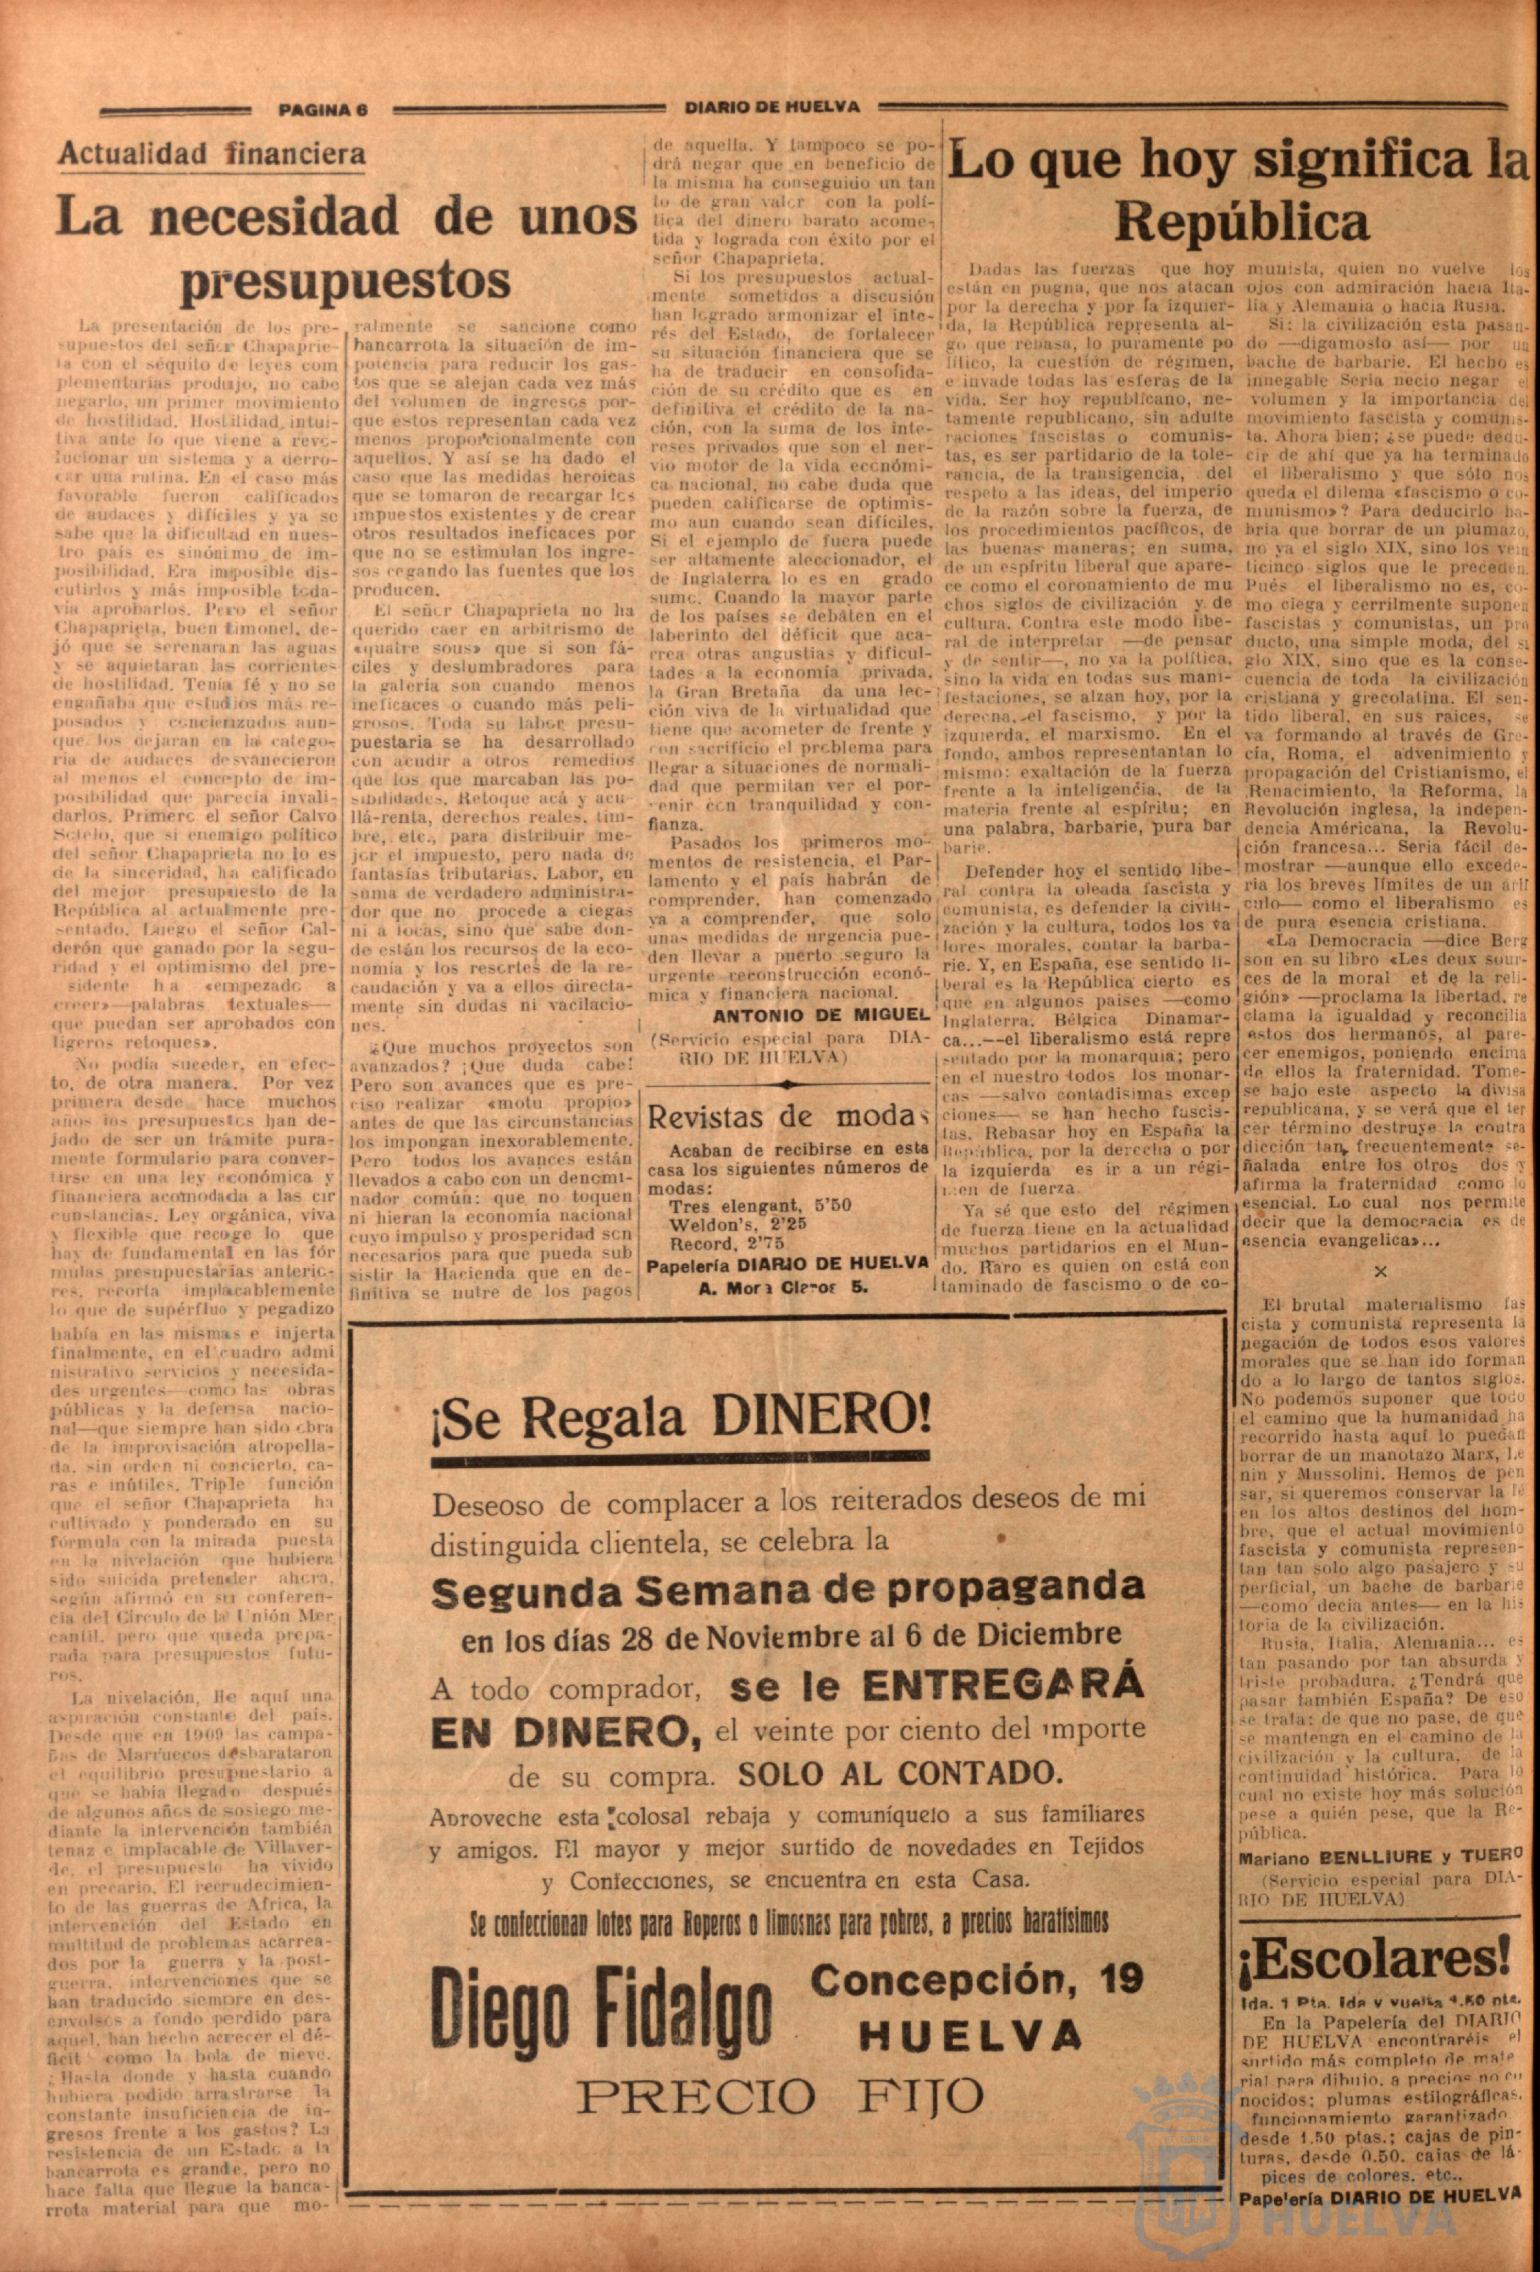 PAGINA 6
DIARIO DE HUELVA
Actualidad financiera
La necesidad de unos
presupuestos
La presentación de los pre-
supuestos del señor Chapaprie-
ta con el séquito de leyes com
plementarias produjo, no cabe
negarlo, un primer movimiento
de hostilidad. Hostilidad intui-
tiva ante lo que viene a revo-
lucionar un sistema y a derro-
car una rutina. En el caso más
favorable fueron calificados
de audaces y difíciles y ya se
sabe que la dificultad en nues-
tro país es sinónimo de im-
posibilidad. Era imposible dis-
cutirlos y más imposible toda-
vía aprobarlos. Pero el señor
Chapaprieta, buen timonel, de-
jó que se serenaran las aguas
y se aquietaran las corrientes
de hostilidad. Tenía fé y no se
engañaba que estudios más re-
posados y concienzudos aun-
que los dejaran en la catego-
ría de audaces desvanecieron
al menos el concepto de im-
posibilidad que parecía invali-
darlos. Primero el señor Calvo
Sotelo, que si enemigo político
del señor Chapaprieta no lo es
de la sinceridad, ha calificado
del mejor presupuesto de la
República al actualmente pre-
sentado. Luego el señor Cal-
derón que ganado por la segu-
ridad y el optimismo del pre-
sidente ha «empezado a
creer»—palabras textuales—
que puedan ser aprobados con
ligeros retoques».
No podía suceder, en efec-
to, de otra manera. Por vez
primera desde hace muchos
años los presupuestos han de-
jado de ser un trámite pura-
mente formulario para conver-
tirse en una ley económica y
financiera acomodada a las cir
cunstancias. Ley orgánica, viva
y flexible que recoge lo que
hay de fundamental en las fór
mulas presupuestarias anterio-
res, recorta implacablemente
lo que de supérfluo y pegadizo
había en las mismas e injerta
finalmente, en el cuadro admi
nistrativo servicios y necesida-
des urgentes—como las obras
públicas y la defensa nacio-
nal—que siempre han sido obra
de la improvisación atropella-
da, sin orden ni concierto, ca-
ras e inútiles. Triple función
que el señor Chapaprieta ha
cultivado y ponderado en su
fórmula con la mirada puesta
en la nivelación que hubiera
sido suicida pretender ahora,
según afirmó en su conferen-
cia del Círculo de la Unión Mer
cantil, pero que queda prepa-
rada para presupuestos futu-
ros.
La nivelación, He aquí una
aspiración constante del país.
Desde que en 1909 las campa-
ñas de Marruecos desbarataron
el equilibrio presupuestario a
que se había llegado después
de algunos años de sosiego me-
diante la intervención también
tenaz e implacable de Villaver-
de, el presupuesto ha vivido
en precario. El recrudecimien-
to de las guerras de Africa, la
intervención del Estado en
multitud de problemas acarrea-
dos por la guerra y la post-
guerra, intervenciones que se
han traducido siempre en des-
envolsos a fondo perdido para
aquel, han hecho acrecer el dé-
ficit como la bola de nieve.
¿Hasta donde y hasta cuando
hubiera podido arrastrarse la
constante insuficiencia de in-
gresos frente a los gastos? La
resistencia de un Estado a la
bancarrota es grande, pero no
hace falta que llegue la banca-
rrota material para que mo-
ralmente se sancione como
bancarrota la situación de im-
potencia para reducir los gas-
tos que se alejan cada vez más
del volumen de ingresos por-
que estos representan cada vez
menos proporcionalmente con
aquellos. Y así se ha dado el
caso que las medidas heroicas
que se tomaron de recargar los
impuestos existentes y de crear
otros resultados ineficaces por
que no se estimulan los ingre-
sos cegando las fuentes que los
producen.
El señor Chapaprieta no ha
querido caer en arbitrismo de
«quatre sous» que si son fá-
ciles y deslumbradores para
la galería son cuando menos
ineficaces o cuando más peli-
grosos. Toda su labor presu-
puestaria se ha desarrollado
con acudir a otros remedios
que los que marcaban las po-
sibilidades. Retoque acá y acu-
llá-renta, derechos reales, tim-
bre, etc., para distribuir me-
jor el impuesto, pero nada de
fantasías tributarias. Labor, en
suma de verdadero administra-
dor que no procede a ciegas
ni a locas, sino que sabe don-
de están los recursos de la eco-
nomía y los resortes de la re-
caudación y va a ellos directa-
mente sin dudas ni vacilacio-
nes.
¿Que muchos proyectos son
avanzados? ¡Que duda cabe!
Pero son avances que es pre-
ciso realizar «motu propio»
antes de que las circunstancias
los impongan inexorablemente.
Pero todos los avances están
llevados a cabo con un denomi-
nador común: que no toquen
ni hieran la economía nacional
cuyo impulso y prosperidad son
necesarios para que pueda sub
sistir la Hacienda que en de-
finitiva se nutre de los pagos
de aquella. Y tampoco se po-
drá negar que en beneficio de
la misma ha conseguido un tan
to de gran valor con la polí-
tica del dinero barato acome-
tida y lograda con éxito por el
señor Chapaprieta.
Si los presupuestos actual-
mente sometidos a discusión
han logrado armonizar el inte-
rés del Estado, de fortalecer
su situación financiera que se
ha de traducir en consolida-
ción de su crédito que es en
definitiva el crédito de la na-
ción, con la suma de los inte-
reses privados que son el ner-
vio motor de la vida económi-
ca nacional, no cabe duda que
pueden calificarse de optimis-
mo aun cuando sean difíciles.
Si el ejemplo de fuera puede
ser altamente aleccionador, el
de Inglaterra lo es en grado
sumo. Cuando la mayor parte
de los países se debaten en el
laberinto del déficit que aca-
rrea otras angustias y dificul-
tades a la economía privada,
la Gran Bretaña da una lec-
ción viva de la virtualidad que
tiene que acometer de frente y
con sacrificio el problema para
llegar a situaciones de normali-
dad que permitan ver el por-
venir con tranquilidad y con-
fianza.
Pasados los primeros mo-
mentos de resistencia, el Par-
lamento y el país habrán de
comprender, han comenzado
ya a comprender, que solo
unas medidas de urgencia pue-
den llevar a puerto seguro la
urgente reconstrucción econó-
mica y financiera nacional.
ANTONIO DE MIGUEL
(Servicio especial para DIA-
RIO DE HUELVA)
Revistas de modas
Acaban de recibirse en esta
casa los siguientes números de
modas:
Tres elengant, 5'50
Weldon's, 2'25
Record, 2'75
Papelería DIARIO DE HUELVA
A. Mora Claros 5.
Lo que hoy significa la
República
Dadas las fuerzas que hoy
están en pugna, que nos atacan
por la derecha y por la izquier-
da, la República representa al-
go que rebasa, lo puramente po
lítico, la cuestión de régimen,
e invade todas las esferas de la
vida. Ser hoy republicano, ne-
tamente republicano, sin adulte
raciones fascistas o comunis-
tas, es ser partidario de la tole-
rancia, de la transigencia, del
respeto a las ideas, del imperio
de la razón sobre la fuerza, de
los procedimientos pacíficos, de
las buenas maneras; en suma,
de un espíritu liberal que apare-
ce como el coronamiento de mu
chos siglos de civilización y de
cultura. Contra este modo libe-
ral de interpretar —de pensar
y de sentir—, no ya la política,
sino la vida en todas sus mani-
festaciones, se alzan hoy, por la
derecna, el fascismo, y por la
izquierda, el marxismo. En el
fondo, ambos representantan lo
mismo: exaltación de la fuerza
frente a la inteligencia, de la
materia frente al espíritu; en
una palabra, barbarie, pura bar
barie.
Defender hoy el sentido libe-
ral contra la oleada fascista y
comunista, es defender la civili-
zación y la cultura, todos los va
lores morales, contar la barba-
rie. Y, en España, ese sentido li-
beral es la República cierto es
que en algunos países —como
Inglaterra. Bélgica Dinamar-
ca...—el liberalismo está repre
sentado por la monarquía; pero
en el nuestro todos los monar-
cas —salvo contadísimas excep
ciones— se han hecho fascis-
tas. Rebasar hoy en España la
República, por la derecha o por
la izquierda es ir a un régi-
men de fuerza.
Ya sé que esto del régimen
de fuerza tiene en la actualidad
muchos partidarios en el Mun-
do. Raro es quien on está con
taminado de fascismo o de co-
munista, quien no vuelve los
ojos con admiración hacia Ita-
lia y Alemania o hacia Rusia.
Si: la civilización esta pasan-
do —digamoslo así— por un
bache de barbarie. El hecho es
innegable Seria necio negar el
volumen y la importancia del
movimiento fascista y comunis-
ta. Ahora bien; ¿se puede dedu-
cir de ahí que ya ha terminado
el liberalismo y que sólo nos
queda el dilema «fascismo o co-
munismo»? Para deducirlo ha-
bria que borrar de un plumazo,
no ya el siglo XIX, sino los vein
ticinco siglos que le preceden.
Pués el liberalismo no es, co-
mo ciega y cerrilmente suponen
fascistas y comunistas, un pro
ducto, una simple moda, del si
glo XIX, sino que es la conse-
cuencia de toda la civilización
cristiana y grecolatina. El sen-
tido liberal, en sus raices, se
va formando al través de Gre-
cia, Roma, el advenimiento y
propagación del Cristianismo, el
Renacimiento, la Reforma, la
Revolución inglesa, la indepen-
dencia Américana, la Revolu-
ción francesa... Seria fácil de-
mostrar —aunque ello excede-
ria los breves límites de un artí
culo— como el liberalismo es
de pura esencia cristiana.
«La Democracia —dice Berg
son en su libro «Les deux sour-
ces de la moral et de la reli-
gión» —proclama la libertad, re
clama la igualdad y reconcilia
estos dos hermanos, al pare-
cer enemigos, poniendo encima
de ellos la fraternidad. Tome-
se bajo este aspecto la divisa
republicana, y se verá que el ter
cer término destruye la contra
dicción tan, frecuentemente se-
ñalada entre los otros dos y
afirma la fraternidad como lo
esencial. Lo cual nos permite
decir que la democracia es de
esencia evangelica»...
×
El brutal materialismo fas
cista y comunista representa la
negación de todos esos valores
morales que se han ido forman
do a lo largo de tantos siglos.
No podemos suponer que todo
el camino que la humanidad ha
recorrido hasta aquí lo puedan
borrar de un manotazo Marx, Le
nin y Mussolini. Hemos de pen
sar, si queremos conservar la fé
en los altos destinos del hom-
bre, que el actual movimiento
fascista y comunista represen-
tan tan solo algo pasajero y su
perficial, un bache de barbarie
—como decia antes— en la his
toria de la civilización.
Rusia, Italia, Alemania... es
tan pasando por tan absurda y
triste probadura. ¿Tendrá que
pasar también España? De eso
se trata: de que no pase, de que
se mantenga en el camino de la
civilización y la cultura, de la
continuidad histórica. Para lo
cual no existe hoy más solución
pese a quién pese, que la Re-
pública.
Mariano BENLLIURE y TUERO
(Servicio especial para DIA-
RIO DE HUELVA)
¡Se Regala DINERO!
Deseoso de complacer a los reiterados deseos de mi
distinguida clientela, se celebra la
Segunda Semana de propaganda
en los días 28 de Noviembre al 6 de Diciembre
A todo comprador, se le ENTREGARÁ
EN DINERO, el veinte por ciento del importe
de su compra. SOLO AL CONTADO.
Aproveche esta colosal rebaja y comuníquelo a sus familiares
y amigos. El mayor y mejor surtido de novedades en Tejidos
y Confecciones, se encuentra en esta Casa.
Se confeccionan lotes para Roperos o limosnas para pobres, a precios baratísimos
Diego Fidalgo
Concepción, 19
HUELVA
PRECIO FIJO
¡Escolares!
Ida. 1 Pta. Ida y vuelta 1.50 pta.
En la Papelería del DIARIO
DE HUELVA encontraréis el
surtido más completo de mate
rial para dibujo, a precios no co
nocidos; plumas estilográficas,
funcionamiento garantizado
desde 1.50 ptas.; cajas de pin-
turas, desde 0.50. cajas de lá-
pices de colores. etc..
Papelería DIARIO DE HUELVA
HUELVA